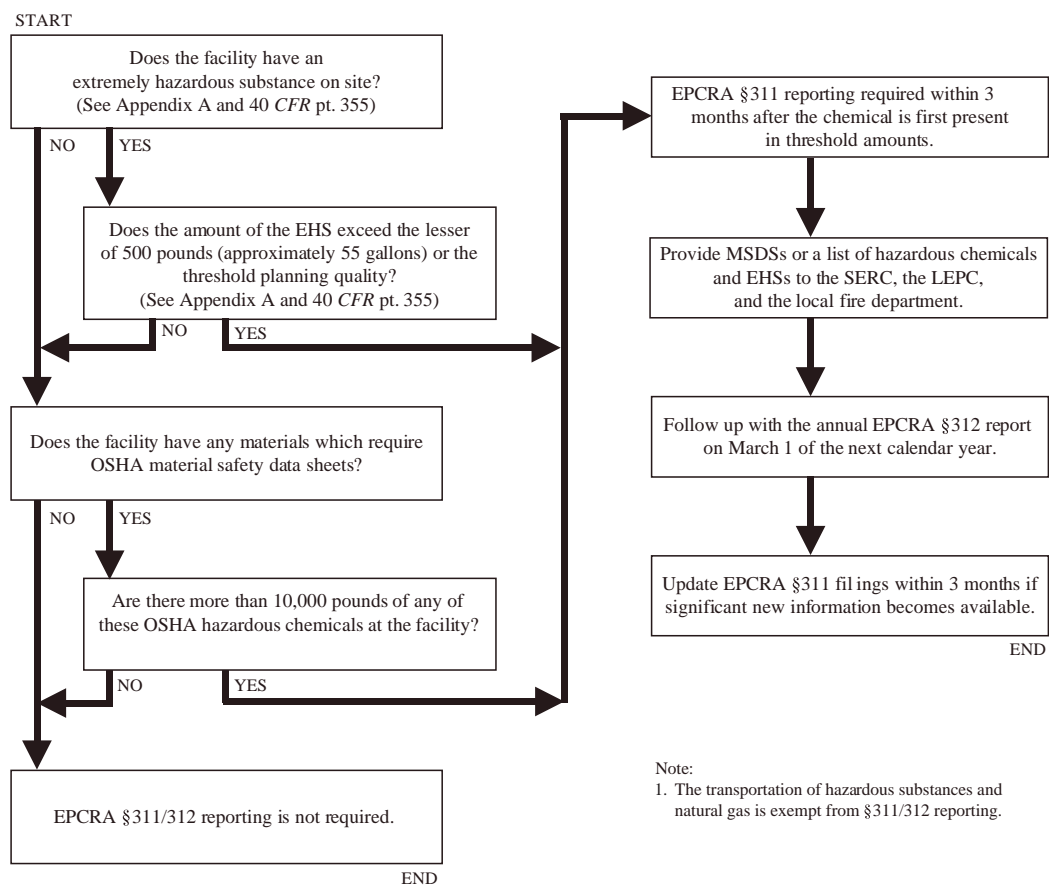 START
Does the facility have an
extremely hazardous substance on site?
(See Appendix A and 40 CFR pt. 355)
NO
YES
Does the amount of the EHS exceed the lesser
of 500 pounds (approximately 55 gallons) or the
threshold planning quality?
(See Appendix A and 40 CFR pt. 355)
NO
YES
Does the facility have any materials which require
OSHA material safety data sheets?
NO
YES
Are there more than 10,000 pounds of any of
these OSHA hazardous chemicals at the facility?
NO
YES
EPCRA §311/312 reporting is not required.
END
EPCRA §311 reporting required within 3
months after the chemical is first present
in threshold amounts.
Provide MSDSs or a list of hazardous chemicals
and EHSs to the SERC, the LEPC,
and the local fire department.
Follow up with the annual EPCRA §312 report
on March 1 of the next calendar year.
Update EPCRA §311 filings within 3 months if
significant new information becomes available.
END
Note:
1. The transportation of hazardous substances and
natural gas is exempt from §311/312 reporting.